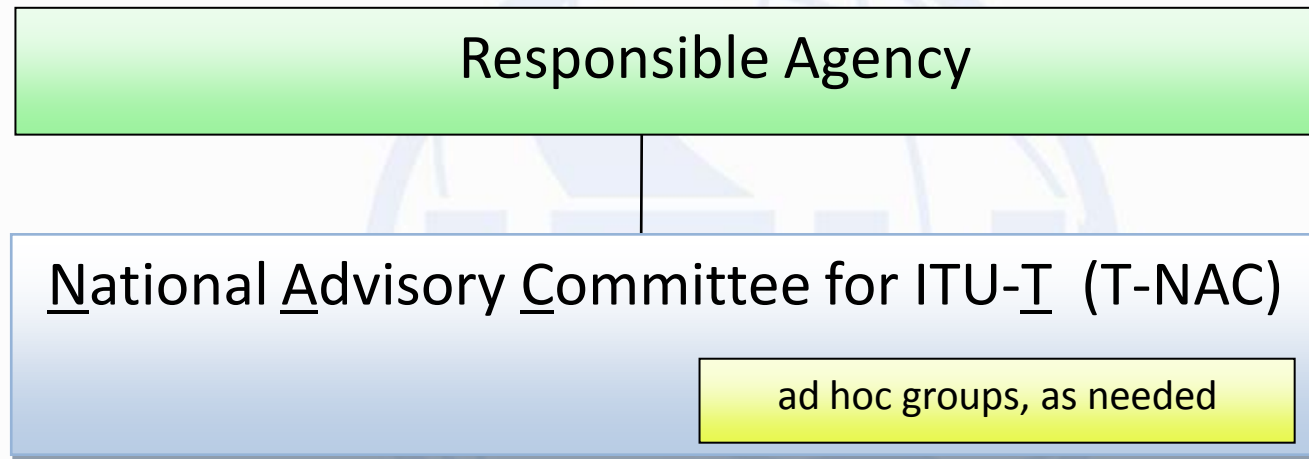 Responsible Agency
National Advisory Committee for ITU-T (T-NAC)
ad hoc groups, as needed